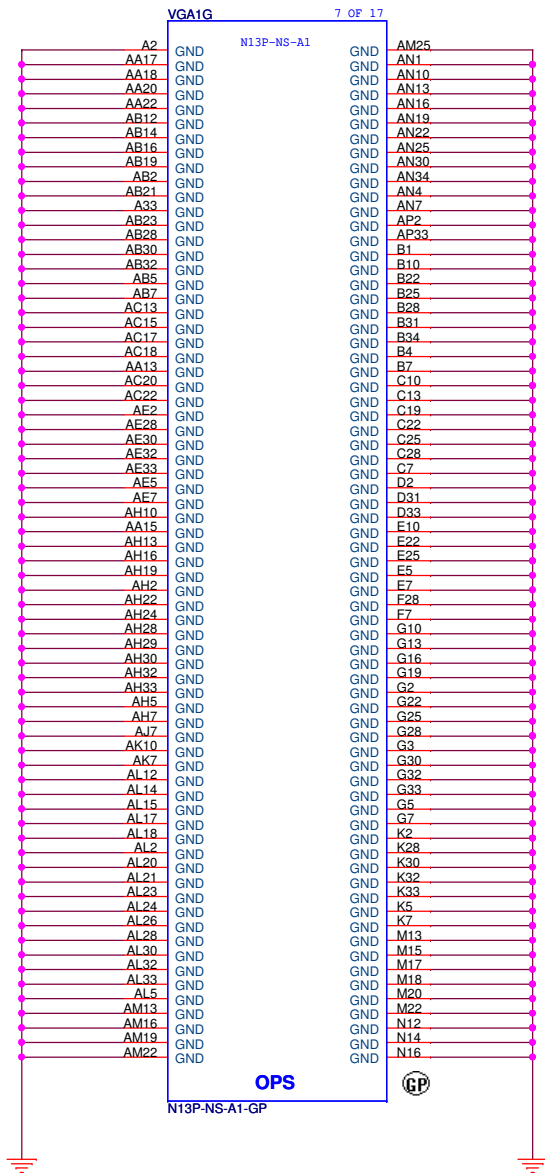 VGA1G 7 OF 17
N13P-NS-A1
A2 GND GND AM25
AA17 GND GND AN1
AA18 GND GND AN10
AA20 GND GND AN13
AA22 GND GND AN16
AB12 GND GND AN19
AB14 GND GND AN22
AB16 GND GND AN25
AB19 GND GND AN30
AB2 GND GND AN34
AB21 GND GND AN4
A33 GND GND AN7
AB23 GND GND AP2
AB28 GND GND AP33
AB30 GND GND B1
AB32 GND GND B10
AB5 GND GND B22
AB7 GND GND B25
AC13 GND GND B28
AC15 GND GND B31
AC17 GND GND B34
AC18 GND GND B4
AA13 GND GND B7
AC20 GND GND C10
AC22 GND GND C13
AE2 GND GND C19
AE28 GND GND C22
AE30 GND GND C25
AE32 GND GND C28
AE33 GND GND C7
AE5 GND GND D2
AE7 GND GND D31
AH10 GND GND D33
AA15 GND GND E10
AH13 GND GND E22
AH16 GND GND E25
AH19 GND GND E5
AH2 GND GND E7
AH22 GND GND F28
AH24 GND GND F7
AH28 GND GND G10
AH29 GND GND G13
AH30 GND GND G16
AH32 GND GND G19
AH33 GND GND G2
AH5 GND GND G22
AH7 GND GND G25
AJ7 GND GND G28
AK10 GND GND G3
AK7 GND GND G30
AL12 GND GND G32
AL14 GND GND G33
AL15 GND GND G5
AL17 GND GND G7
AL18 GND GND K2
AL2 GND GND K28
AL20 GND GND K30
AL21 GND GND K32
AL23 GND GND K33
AL24 GND GND K5
AL26 GND GND K7
AL28 GND GND M13
AL30 GND GND M15
AL32 GND GND M17
AL33 GND GND M18
AL5 GND GND M20
AM13 GND GND M22
AM16 GND GND N12
AM19 GND GND N14
AM22 GND GND N16
OPS GP
N13P-NS-A1-GP